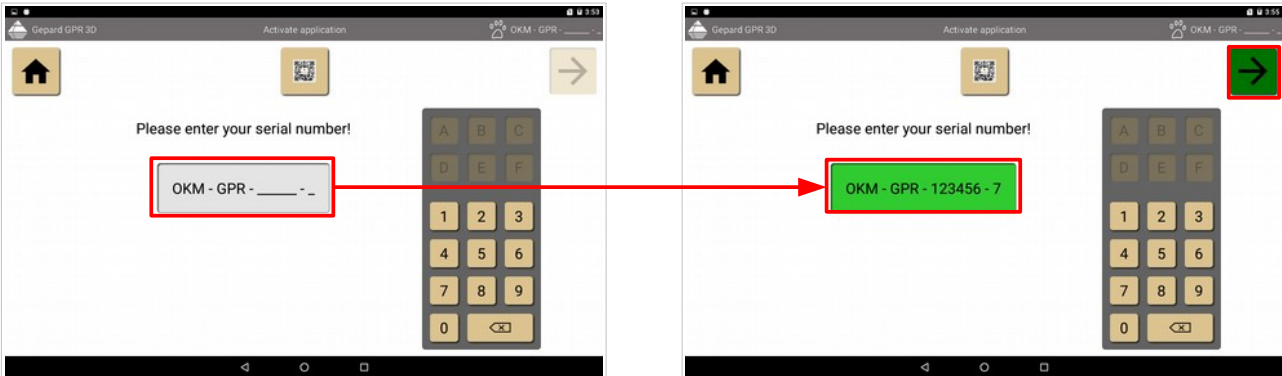 3:53
Gepard GPR 3D
Activate application
OKM - GPR - _____ - _
Please enter your serial number!
OKM - GPR - _____ - _
A B C
D E F
1 2 3
4 5 6
7 8 9
0
3:55
Gepard GPR 3D
Activate application
OKM - GPR - _____ - _
Please enter your serial number!
OKM - GPR - 123456 - 7
A B C
D E F
1 2 3
4 5 6
7 8 9
0